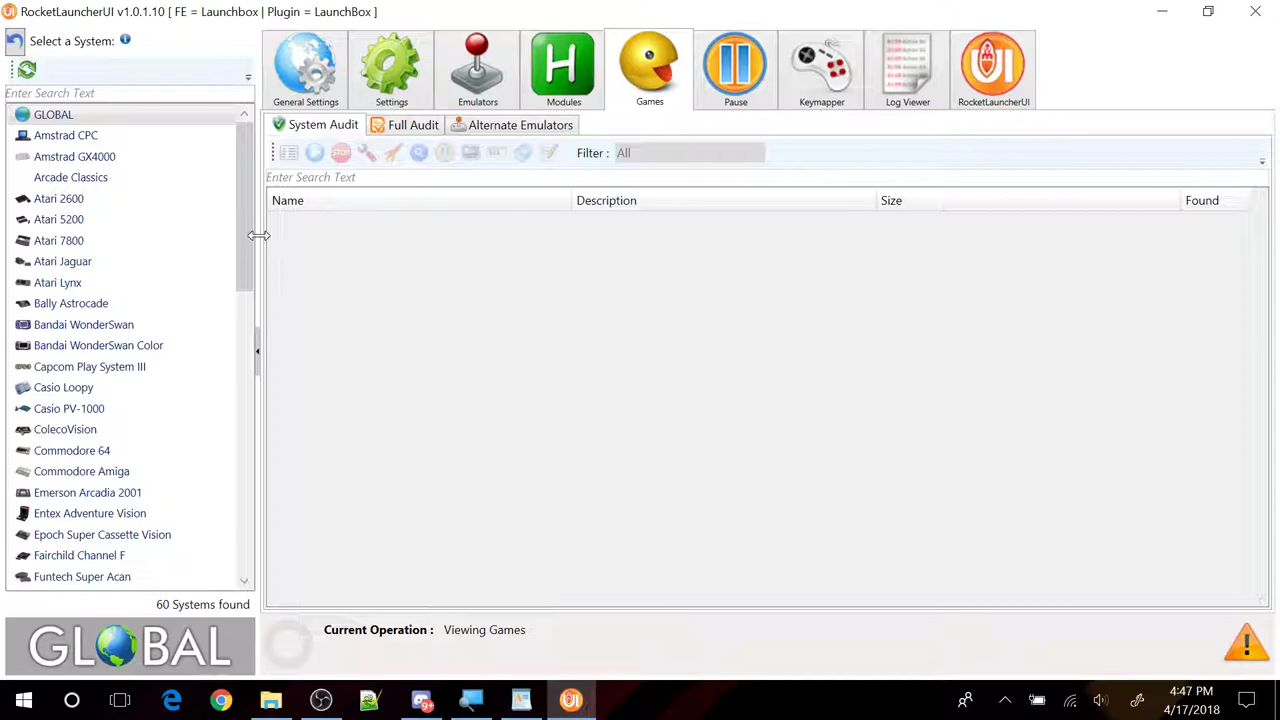 RocketLauncherUI v1.0.1.10 [ FE = Launchbox | Plugin = LaunchBox ]
Select a System:
Enter Search Text
GLOBAL
Amstrad CPC
Amstrad GX4000
Arcade Classics
Atari 2600
Atari 5200
Atari 7800
Atari Jaguar
Atari Lynx
Bally Astrocade
Bandai WonderSwan
Bandai WonderSwan Color
Capcom Play System III
Casio Loopy
Casio PV-1000
ColecoVision
Commodore 64
Commodore Amiga
Emerson Arcadia 2001
Entex Adventure Vision
Epoch Super Cassette Vision
Fairchild Channel F
Funtech Super Acan
60 Systems found
GLOBAL
General Settings
Settings
Emulators
H
Modules
Games
Pause
Keymapper
Log Viewer
UI
RocketLauncherUI
System Audit
Full Audit
Alternate Emulators
STOP
Filter : All
Enter Search Text
Name Description Size Found
Current Operation : Viewing Games
9+
4:47 PM
4/17/2018